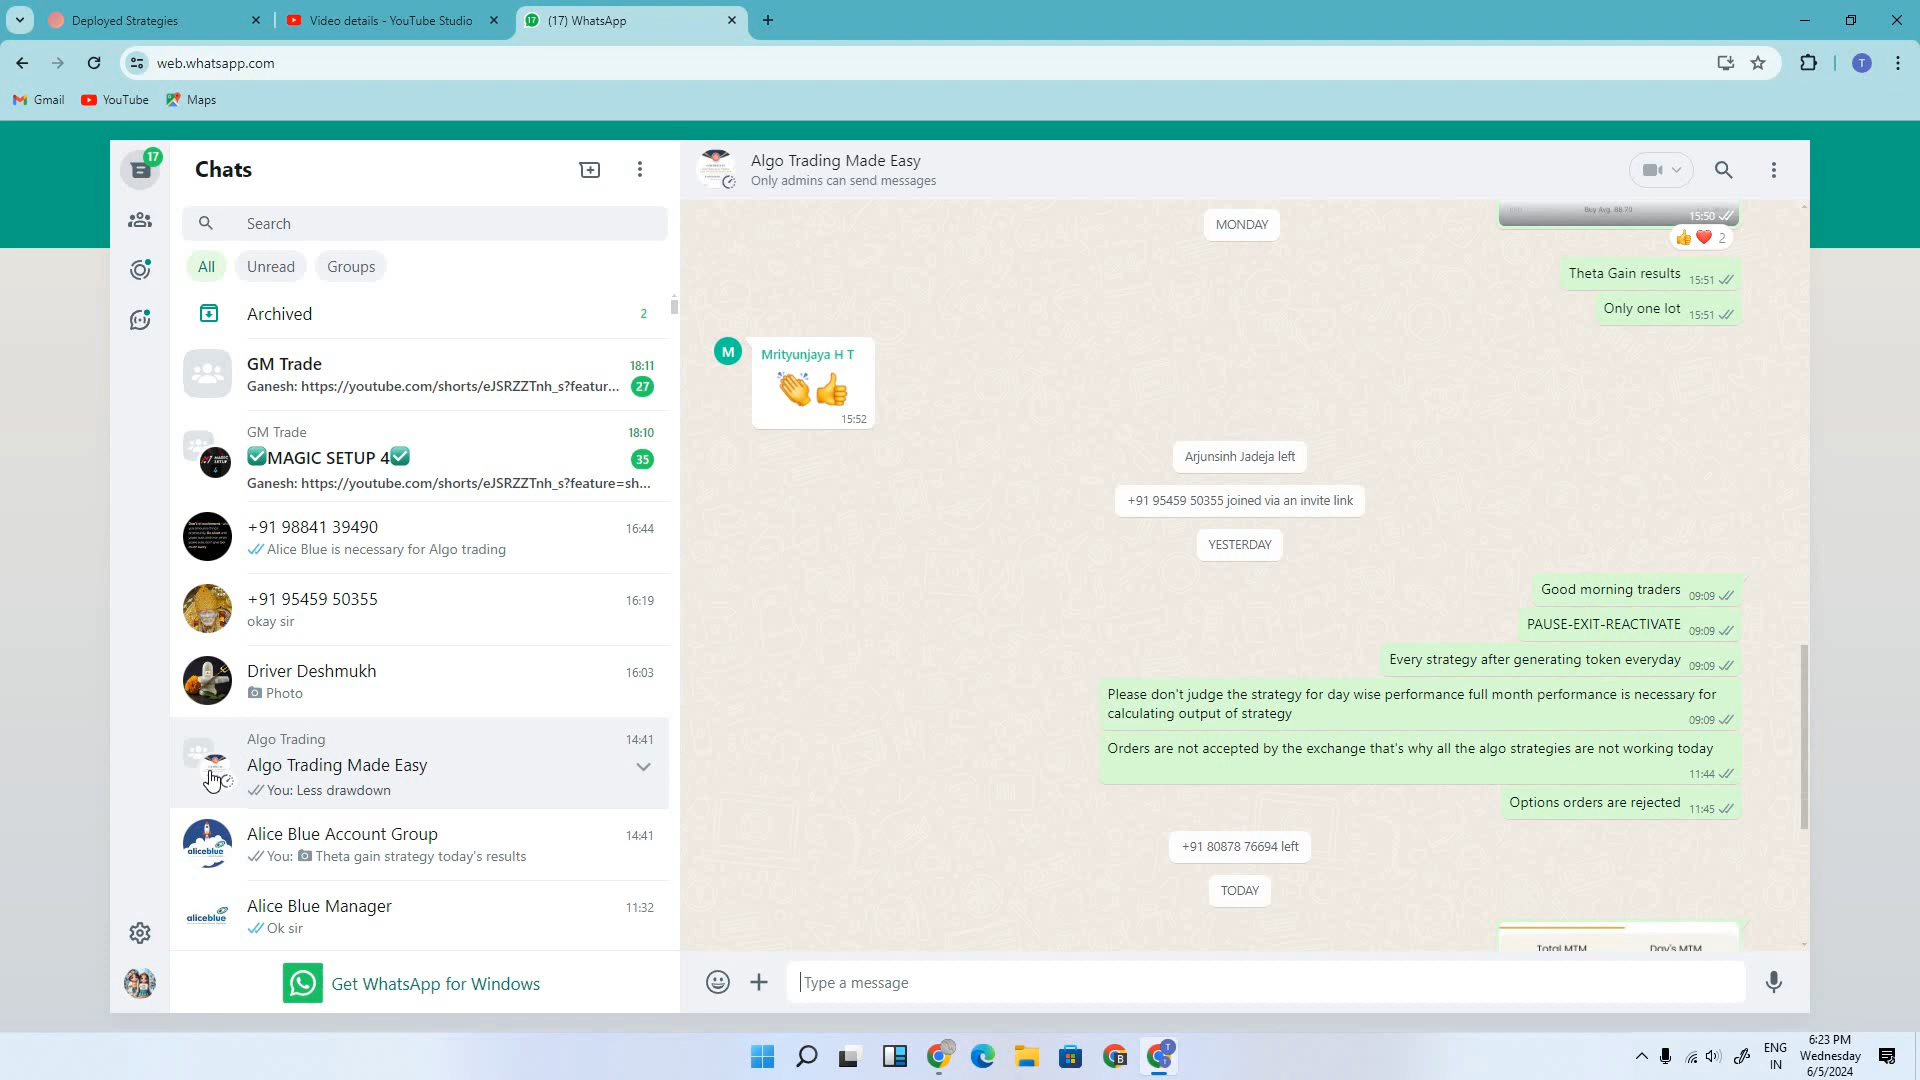 Deployed Strategies
Video details - YouTube Studio
17
(17) WhatsApp
web.whatsapp.com
T
Gmail
YouTube
Maps
17
Chats
Search
All
Unread
Groups
Archived
2
GM Trade
18:11
Ganesh: https://youtube.com/shorts/eJSRZZTnh_s?featur...
27
GM Trade
18:10
✅MAGIC SETUP 4✅
35
Ganesh: https://youtube.com/shorts/eJSRZZTnh_s?feature=sh...
+91 98841 39490
16:44
Alice Blue is necessary for Algo trading
+91 95459 50355
16:19
okay sir
Driver Deshmukh
16:03
Photo
Algo Trading
14:41
Algo Trading Made Easy
You: Less drawdown
aliceblue
Alice Blue Account Group
14:41
You: Theta gain strategy today's results
aliceblue
Alice Blue Manager
11:32
Ok sir
Get WhatsApp for Windows
Algo Trading Made Easy
Only admins can send messages
MONDAY
Buy Avg. 88.70
15:50
👍❤️ 2
Theta Gain results 15:51
Only one lot 15:51
M
Mrityunjaya H T
👏👍
15:52
Arjunsinh Jadeja left
+91 95459 50355 joined via an invite link
YESTERDAY
Good morning traders 09:09
PAUSE-EXIT-REACTIVATE 09:09
Every strategy after generating token everyday 09:09
Please don't judge the strategy for day wise performance full month performance is necessary for
calculating output of strategy
09:09
Orders are not accepted by the exchange that's why all the algo strategies are not working today
11:44
Options orders are rejected 11:45
+91 80878 76694 left
TODAY
Total MTM
Day's MTM
Type a message
B
T
ENG
IN
6:23 PM
Wednesday
6/5/2024